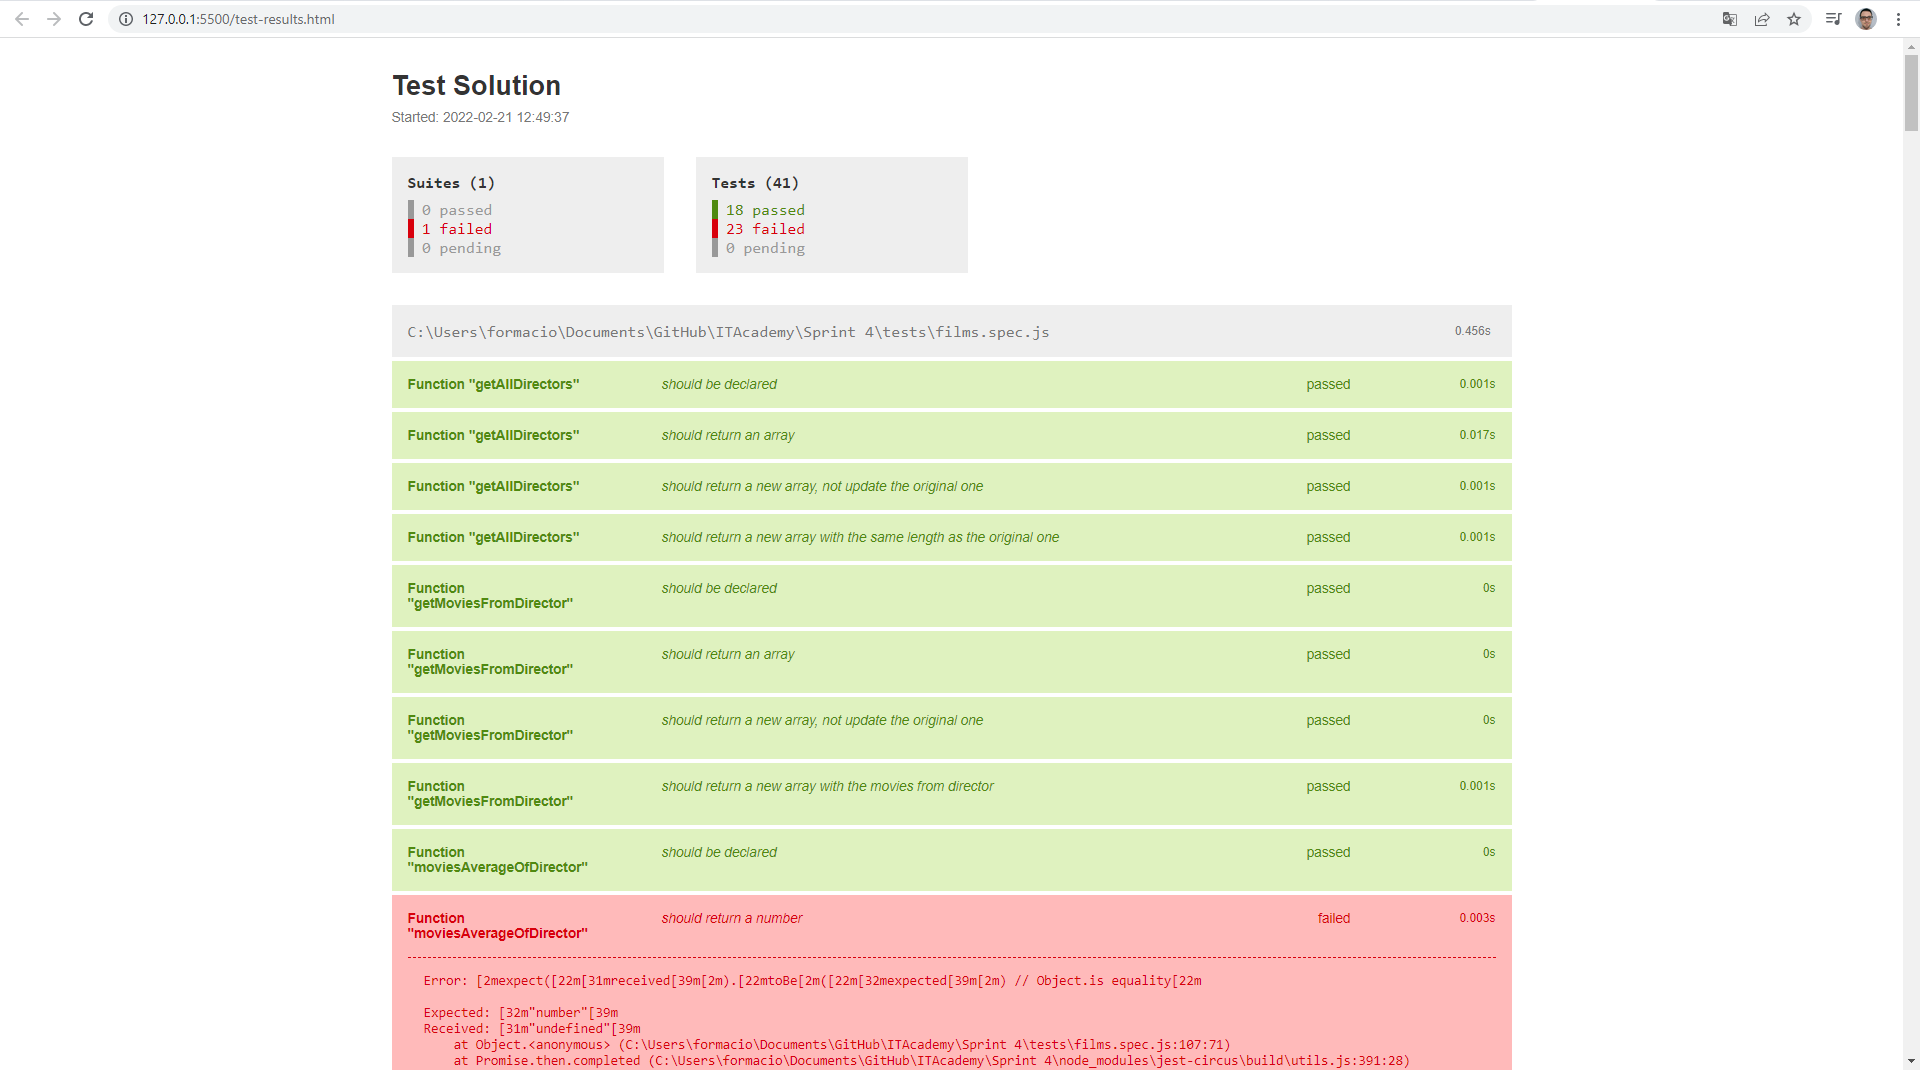 127.0.0.1:5500/test-results.html
Test Solution
Started: 2022-02-21 12:49:37
Suites (1)
0 passed
1 failed
0 pending
Tests (41)
18 passed
23 failed
0 pending
C:\Users\formacio\Documents\GitHub\ITAcademy\Sprint 4\tests\films.spec.js 0.456s
Function "getAllDirectors" should be declared passed 0.001s
Function "getAllDirectors" should return an array passed 0.017s
Function "getAllDirectors" should return a new array, not update the original one passed 0.001s
Function "getAllDirectors" should return a new array with the same length as the original one passed 0.001s
Function should be declared passed 0s
"getMoviesFromDirector"
Function should return an array passed 0s
"getMoviesFromDirector"
Function should return a new array, not update the original one passed 0s
"getMoviesFromDirector"
Function should return a new array with the movies from director passed 0.001s
"getMoviesFromDirector"
Function should be declared passed 0s
"moviesAverageOfDirector"
Function should return a number failed 0.003s
"moviesAverageOfDirector"
Error: [2mexpect([22m[31mreceived[39m[2m).[22mtoBe[2m([22m[32mexpected[39m[2m) // Object.is equality[22m
Expected: [32m"number"[39m
Received: [31m"undefined"[39m
at Object.<anonymous> (C:\Users\formacio\Documents\GitHub\ITAcademy\Sprint 4\tests\films.spec.js:107:71)
at Promise.then.completed (C:\Users\formacio\Documents\GitHub\ITAcademy\Sprint 4\node_modules\jest-circus\build\utils.js:391:28)